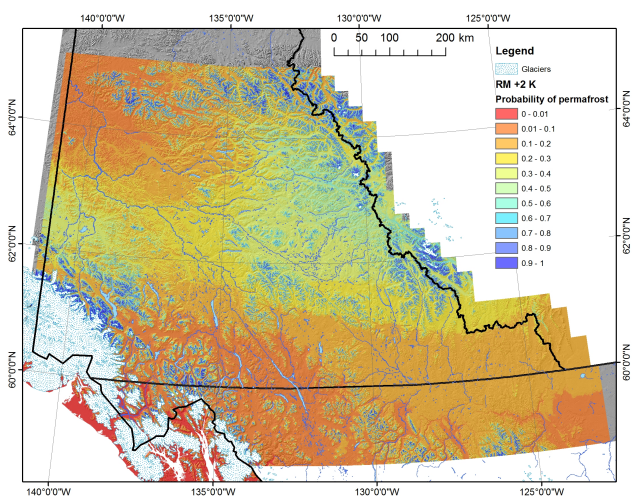 140°0'0"W 135°0'0"W 130°0'0"W 125°0'0"W
0 50 100 200 km
Legend
Glaciers
RM +2 K
Probability of permafrost
0 - 0.01
0.01 - 0.1
0.1 - 0.2
0.2 - 0.3
0.3 - 0.4
0.4 - 0.5
0.5 - 0.6
0.6 - 0.7
0.7 - 0.8
0.8 - 0.9
0.9 - 1
64°0'0"N 64°0'0"N
62°0'0"N 62°0'0"N
60°0'0"N 60°0'0"N
140°0'0"W 135°0'0"W 130°0'0"W 125°0'0"W